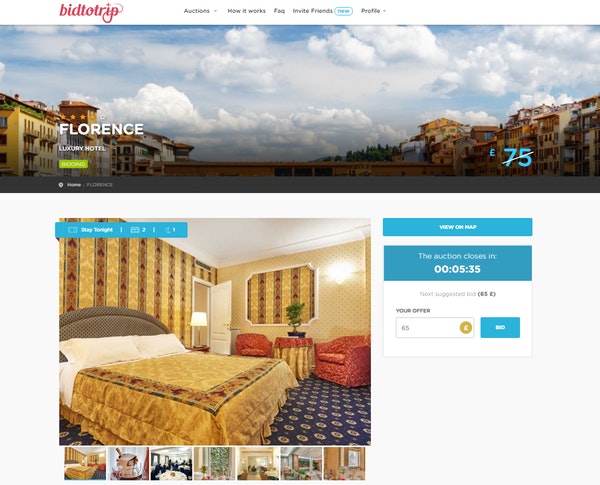 bidtotrip
Auctions How it works Faq Invite Friends new Profile
FLORENCE
LUXURY HOTEL
BIDDING
£ 75
Home - FLORENCE
Stay Tonight | 2 | 1
VIEW ON MAP
The auction closes in:
00:05:35
Next suggested bid (65 £)
YOUR OFFER
65 £
BID